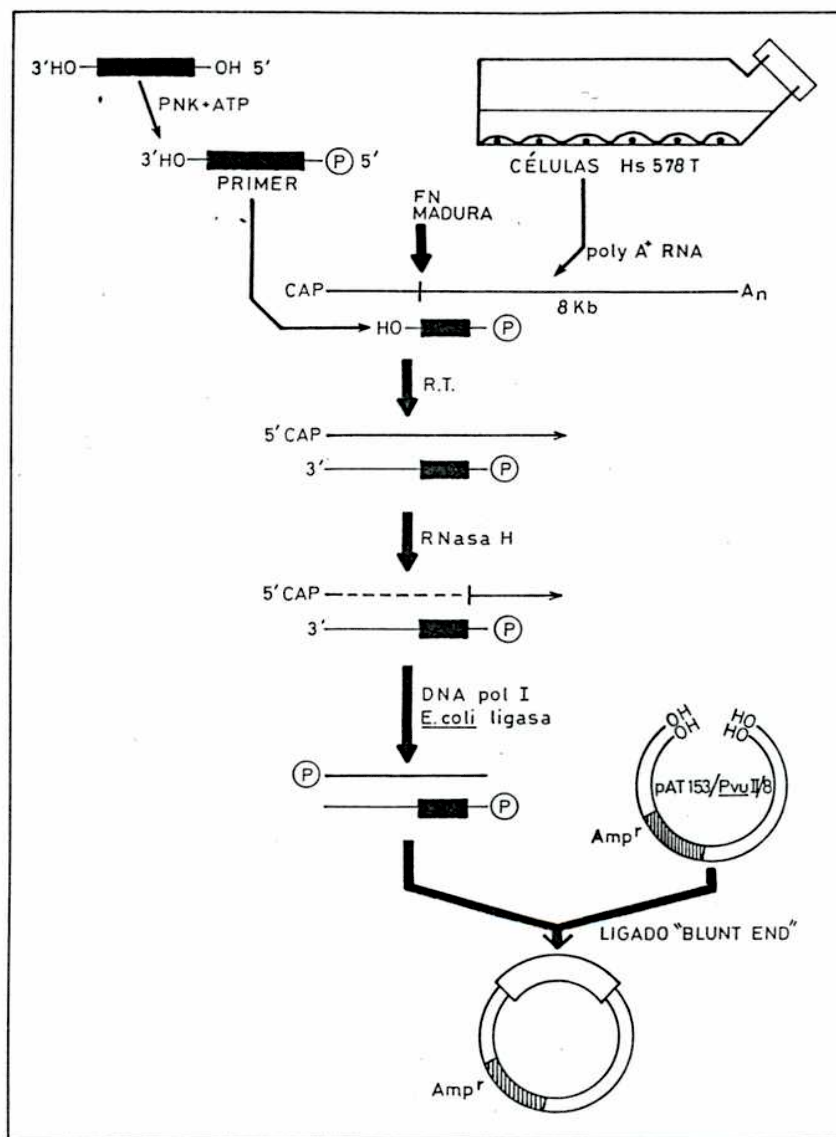 3'HO OH 5'
PNK+ATP
3'HO P 5'
PRIMER
CÉLULAS Hs 578 T
poly A+ RNA
FN
MADURA
CAP An
8 Kb
HO P
R.T.
5' CAP
3' P
RNasa H
5' CAP
3' P
DNA pol I
E.coli ligasa
P
P
OH HO
OH HO
pAT153/PvuII/8
Ampr
LIGADO "BLUNT END"
Ampr